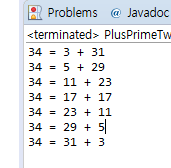 Problems @ Javadoc
<terminated> PlusPrimeTw
34 = 3 + 31
34 = 5 + 29
34 = 11 + 23
34 = 17 + 17
34 = 23 + 11
34 = 29 + 5
34 = 31 + 3